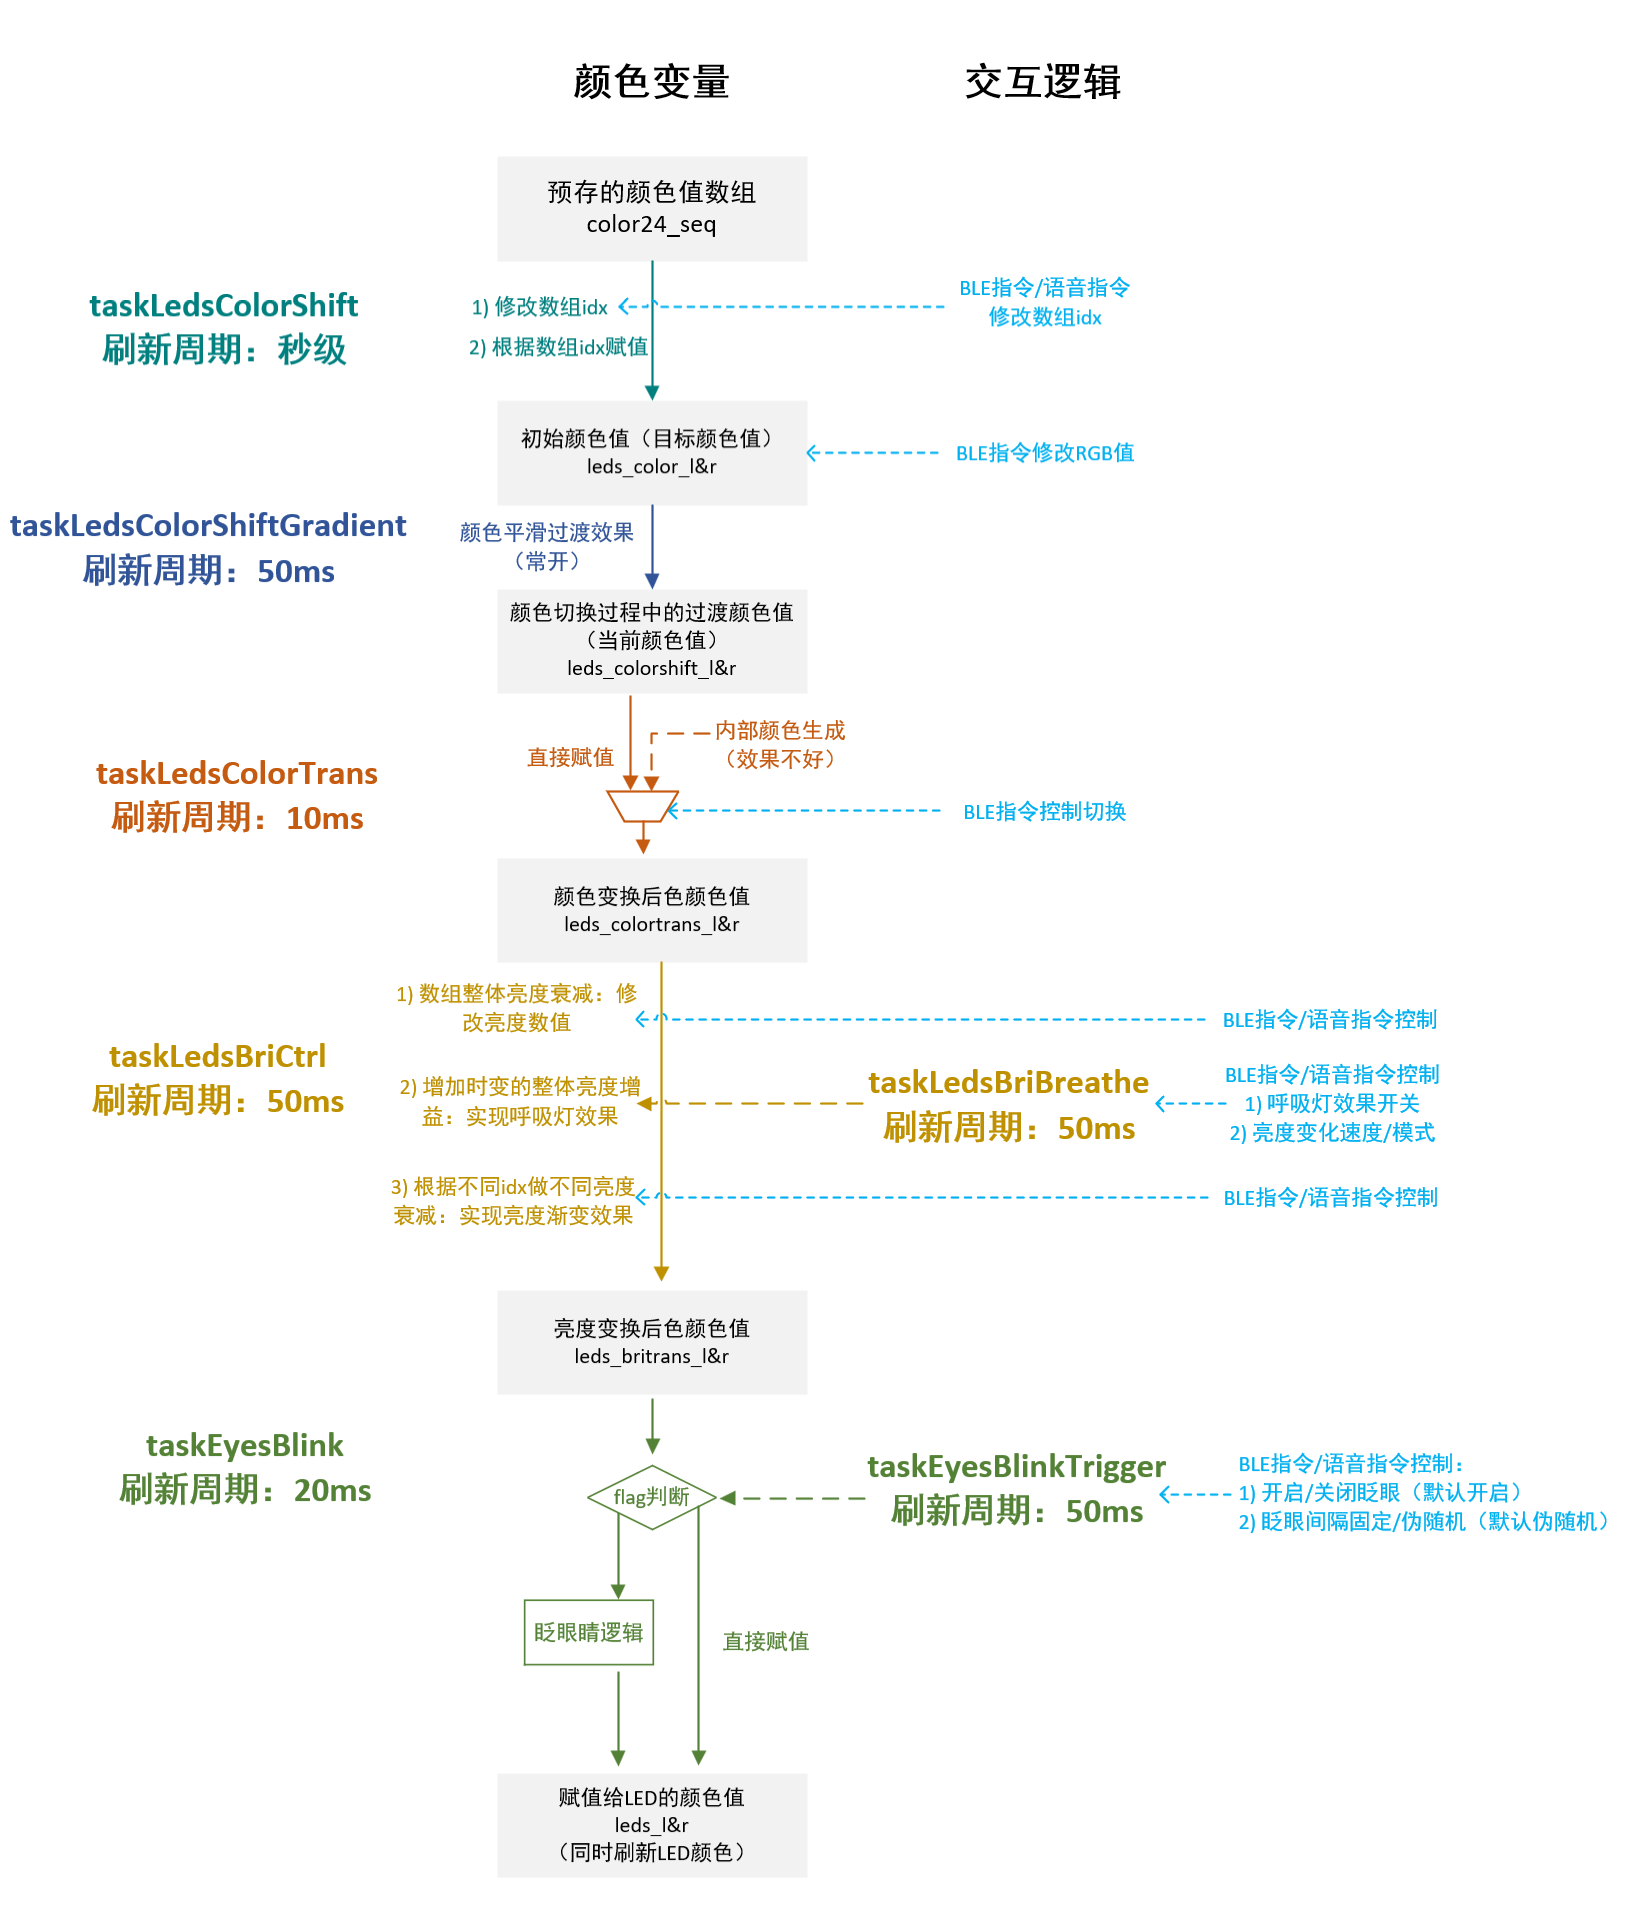 颜色变量
交互逻辑
预存的颜色值数组
color24_seq
taskLedsColorShift
刷新周期：秒级
1) 修改数组idx
2) 根据数组idx赋值
BLE指令/语音指令
修改数组idx
初始颜色值（目标颜色值）
leds_color_l&r
BLE指令修改RGB值
taskLedsColorShiftGradient
刷新周期：50ms
颜色平滑过渡效果
（常开）
颜色切换过程中的过渡颜色值
（当前颜色值）
leds_colorshift_l&r
taskLedsColorTrans
刷新周期：10ms
直接赋值
内部颜色生成
（效果不好）
BLE指令控制切换
颜色变换后色颜色值
leds_colortrans_l&r
taskLedsBriCtrl
刷新周期：50ms
1) 数组整体亮度衰减：修
改亮度数值
BLE指令/语音指令控制
2) 增加时变的整体亮度增
益：实现呼吸灯效果
taskLedsBriBreathe
刷新周期：50ms
BLE指令/语音指令控制
1) 呼吸灯效果开关
2) 亮度变化速度/模式
3) 根据不同idx做不同亮度
衰减：实现亮度渐变效果
BLE指令/语音指令控制
亮度变换后色颜色值
leds_britrans_l&r
taskEyesBlink
刷新周期：20ms
flag判断
taskEyesBlinkTrigger
刷新周期：50ms
BLE指令/语音指令控制：
1) 开启/关闭眨眼（默认开启）
2) 眨眼间隔固定/伪随机（默认伪随机）
眨眼睛逻辑
直接赋值
赋值给LED的颜色值
leds_l&r
（同时刷新LED颜色）